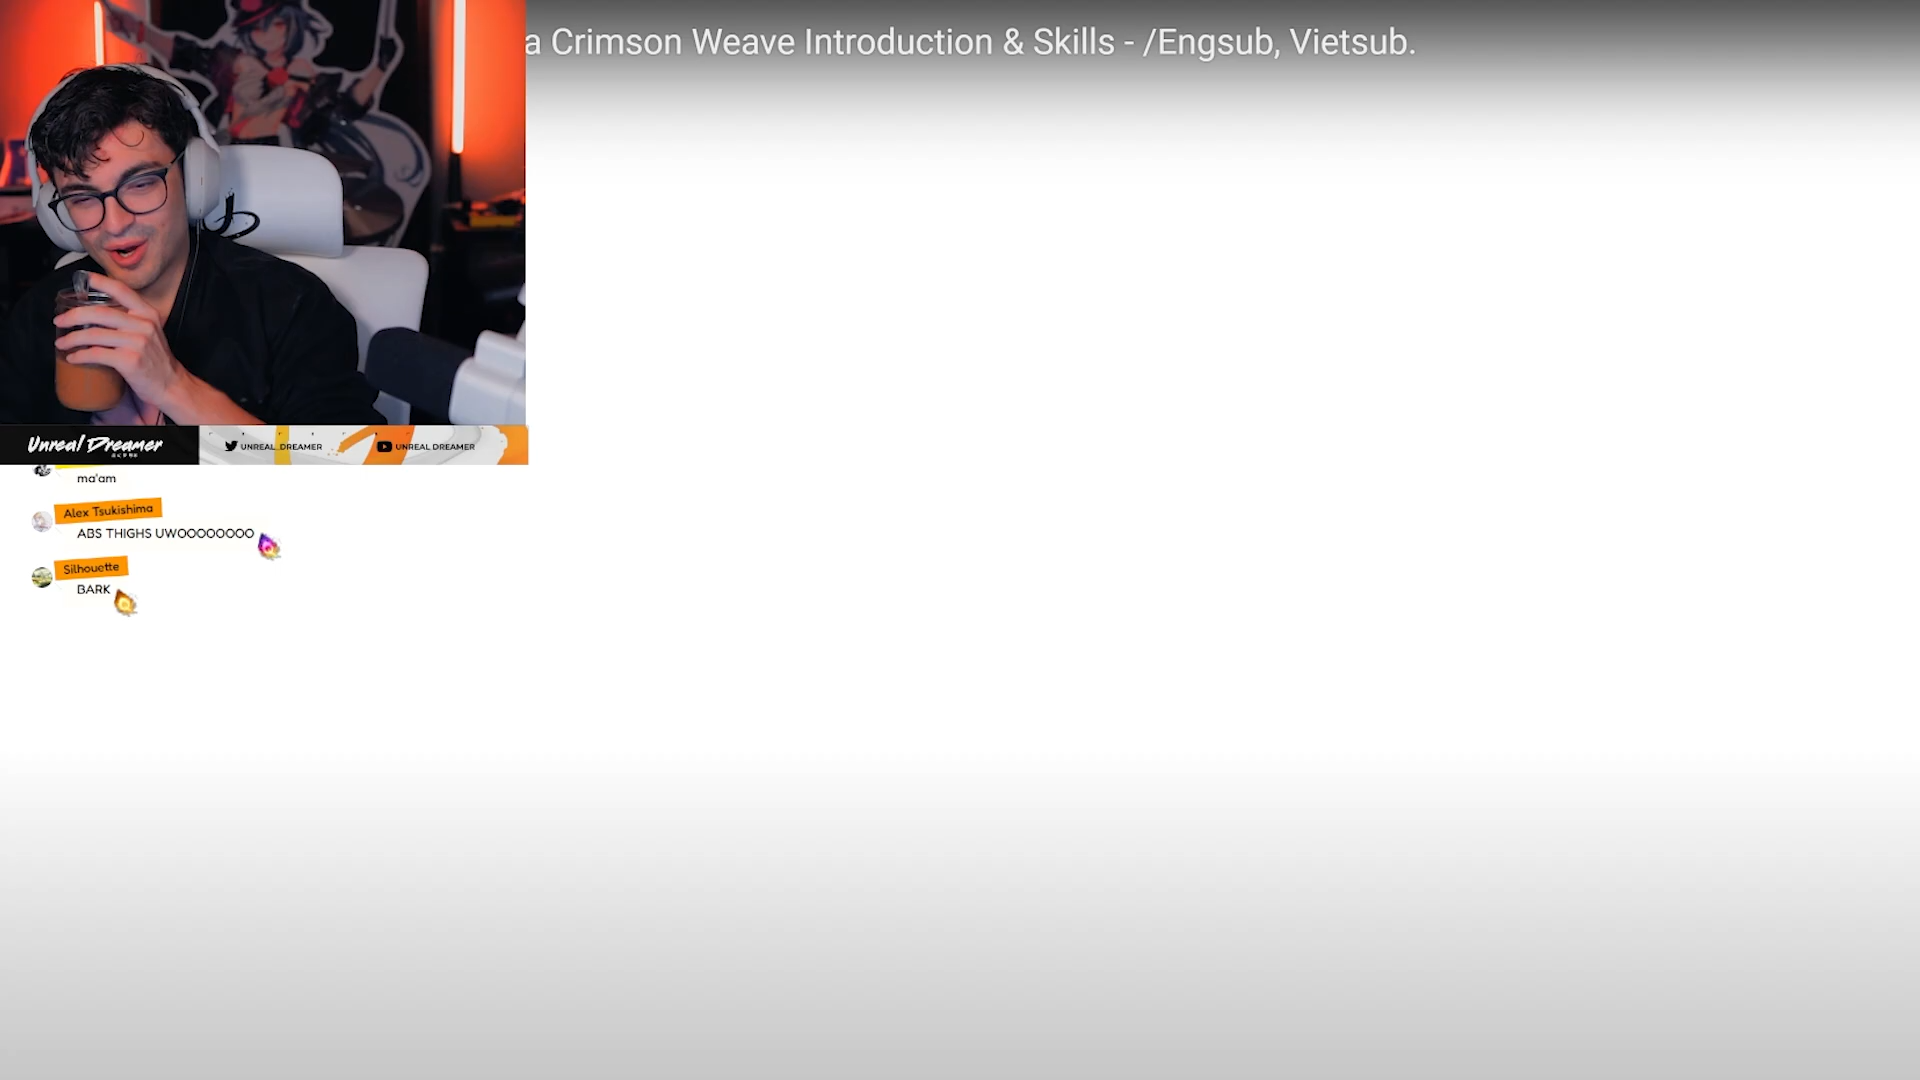 a Crimson Weave Introduction & Skills - /Engsub, Vietsub.
Unreal Dreamer
UNREAL_DREAMER
UNREAL DREAMER
ma'am
Alex Tsukishima
ABS THIGHS UWOOOOOOOO
Silhouette
BARK